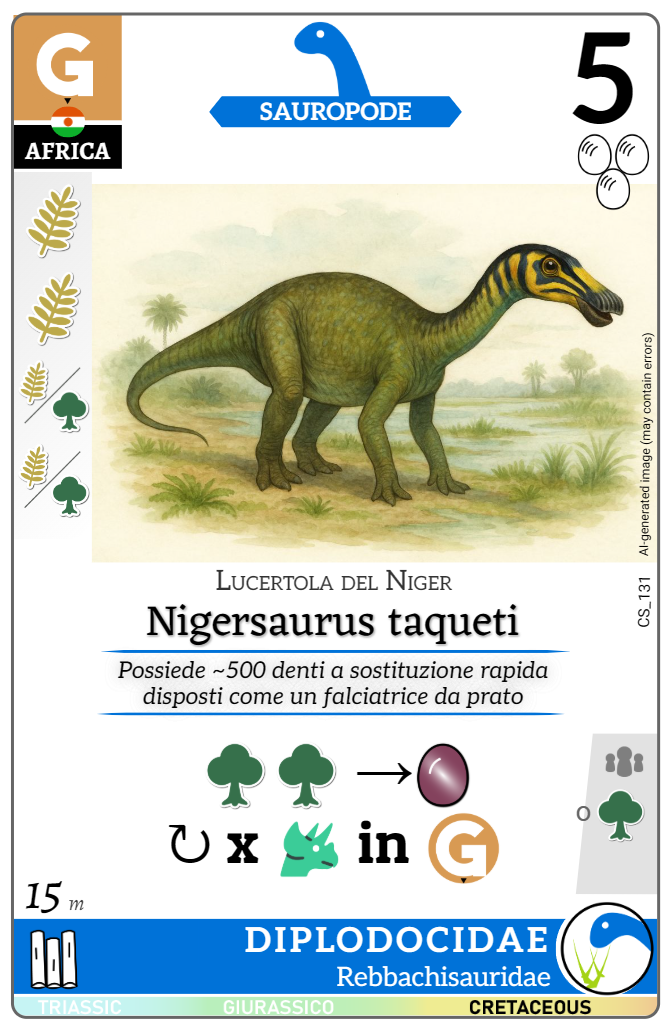 G
AFRICA
SAUROPODE
5
AI-generated image (may contain errors)
CS_131
Lucertola del Niger
Nigersaurus taqueti
Possiede ~500 denti a sostituzione rapida
disposti come un falciatrice da prato
↻ x in G
o
15 m
DIPLODOCIDAE
Rebbachisauridae
TRIASSIC GIURASSICO CRETACEOUS